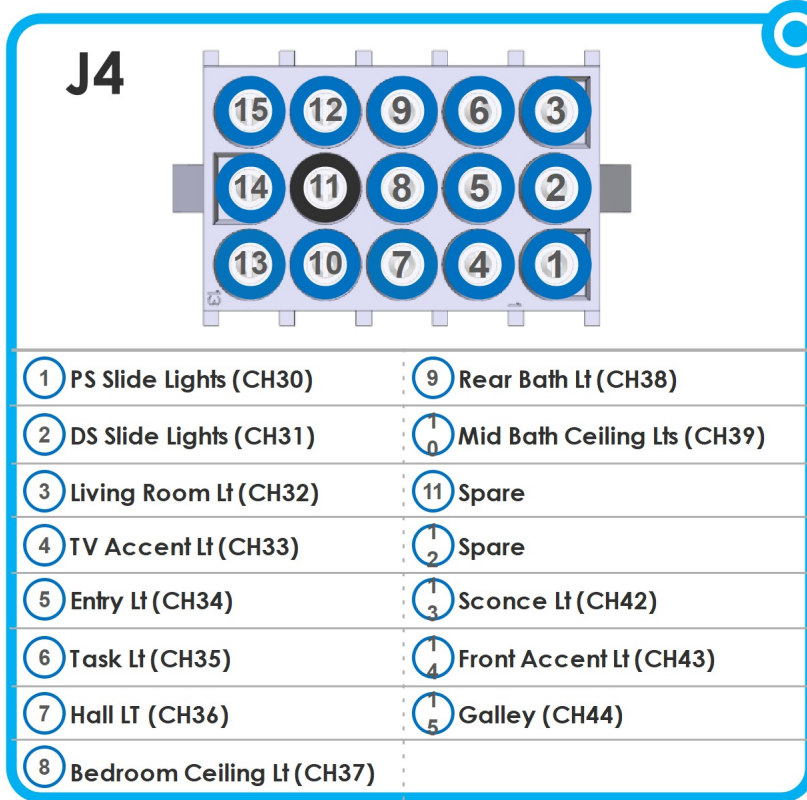 J4
15 12 9 6 3
14 11 8 5 2
13 10 7 4 1
13 1
1 PS Slide Lights (CH30)
2 DS Slide Lights (CH31)
3 Living Room Lt (CH32)
4 TV Accent Lt (CH33)
5 Entry Lt (CH34)
6 Task Lt (CH35)
7 Hall LT (CH36)
8 Bedroom Ceiling Lt (CH37)
9 Rear Bath Lt (CH38)
10 Mid Bath Ceiling Lts (CH39)
11 Spare
12 Spare
13 Sconce Lt (CH42)
14 Front Accent Lt (CH43)
15 Galley (CH44)